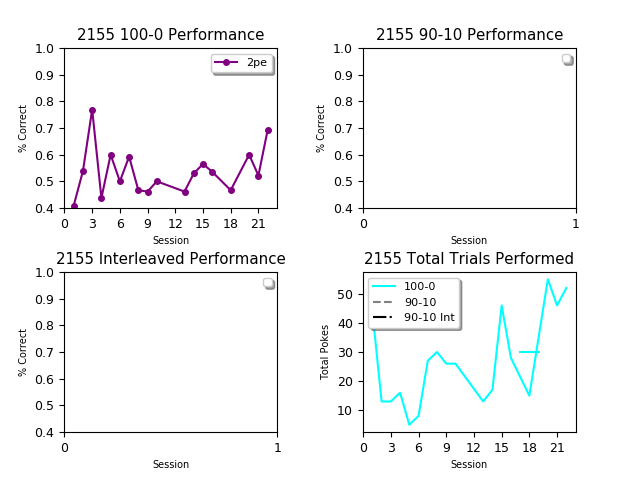 2155 100-0 Performance
1.0
0.9
0.8
0.7
0.6
0.5
0.4
% Correct
2pe
0 3 6 9 12 15 18 21
Session
2155 90-10 Performance
1.0
0.9
0.8
0.7
0.6
0.5
0.4
% Correct
0 1
Session
2155 Interleaved Performance
1.0
0.9
0.8
0.7
0.6
0.5
0.4
% Correct
0 1
Session
2155 Total Trials Performed
50
40
30
20
10
Total Pokes
100-0
90-10
90-10 Int
0 3 6 9 12 15 18 21
Session